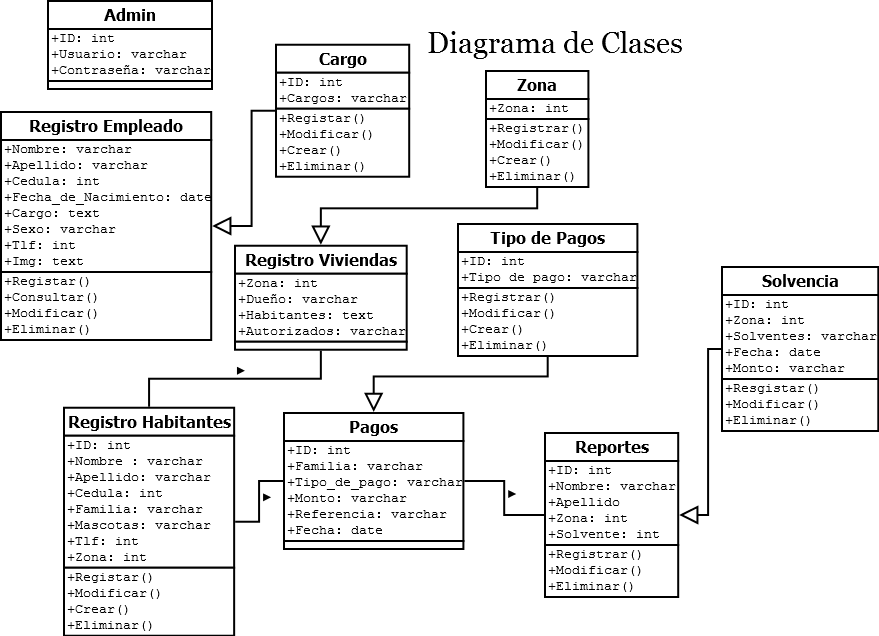 Diagrama de Clases
Admin
+ID: int
+Usuario: varchar
+Contraseña: varchar
Cargo
+ID: int
+Cargos: varchar
+Registar()
+Modificar()
+Crear()
+Eliminar()
Zona
+Zona: int
+Registrar()
+Modificar()
+Crear()
+Eliminar()
Registro Empleado
+Nombre: varchar
+Apellido: varchar
+Cedula: int
+Fecha_de_Nacimiento: date
+Cargo: text
+Sexo: varchar
+Tlf: int
+Img: text
+Registar()
+Consultar()
+Modificar()
+Eliminar()
Registro Viviendas
+Zona: int
+Dueño: varchar
+Habitantes: text
+Autorizados: varchar
Tipo de Pagos
+ID: int
+Tipo de pago: varchar
+Registrar()
+Modificar()
+Crear()
+Eliminar()
Solvencia
+ID: int
+Zona: int
+Solventes: varchar
+Fecha: date
+Monto: varchar
+Resgistar()
+Modificar()
+Eliminar()
Registro Habitantes
+ID: int
+Nombre : varchar
+Apellido: varchar
+Cedula: int
+Familia: varchar
+Mascotas: varchar
+Tlf: int
+Zona: int
+Registar()
+Modificar()
+Crear()
+Eliminar()
Pagos
+ID: int
+Familia: varchar
+Tipo_de_pago: varchar
+Monto: varchar
+Referencia: varchar
+Fecha: date
Reportes
+ID: int
+Nombre: varchar
+Apellido
+Zona: int
+Solvente: int
+Registrar()
+Modificar()
+Eliminar()